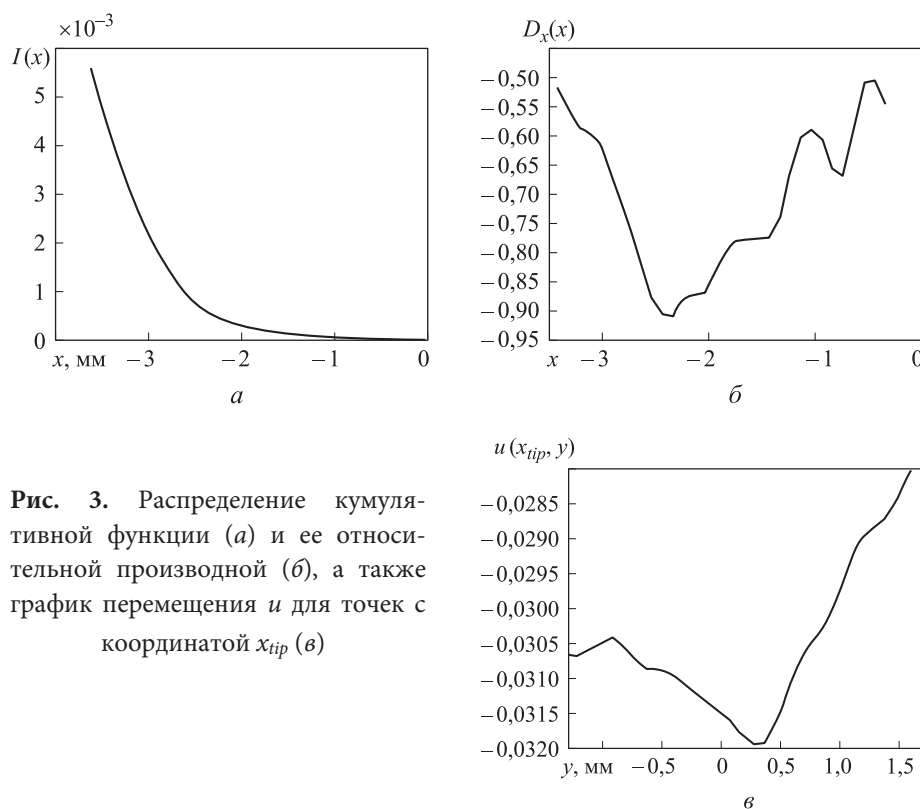 ×10⁻³
I(x)
5
4
3
2
1
0
x, мм −3 −2 −1 0
а
Dₓ(x)
−0,50
−0,55
−0,60
−0,65
−0,70
−0,75
−0,80
−0,85
−0,90
−0,95
x −3 −2 −1 0
б
Рис. 3. Распределение кумуля-
тивной функции (а) и ее относи-
тельной производной (б), а также
график перемещения u для точек с
координатой x_tip (в)
u(x_tip, y)
−0,0285
−0,0290
−0,0295
−0,0300
−0,0305
−0,0310
−0,0315
−0,0320
y, мм −0,5 0 0,5 1,0 1,5
в